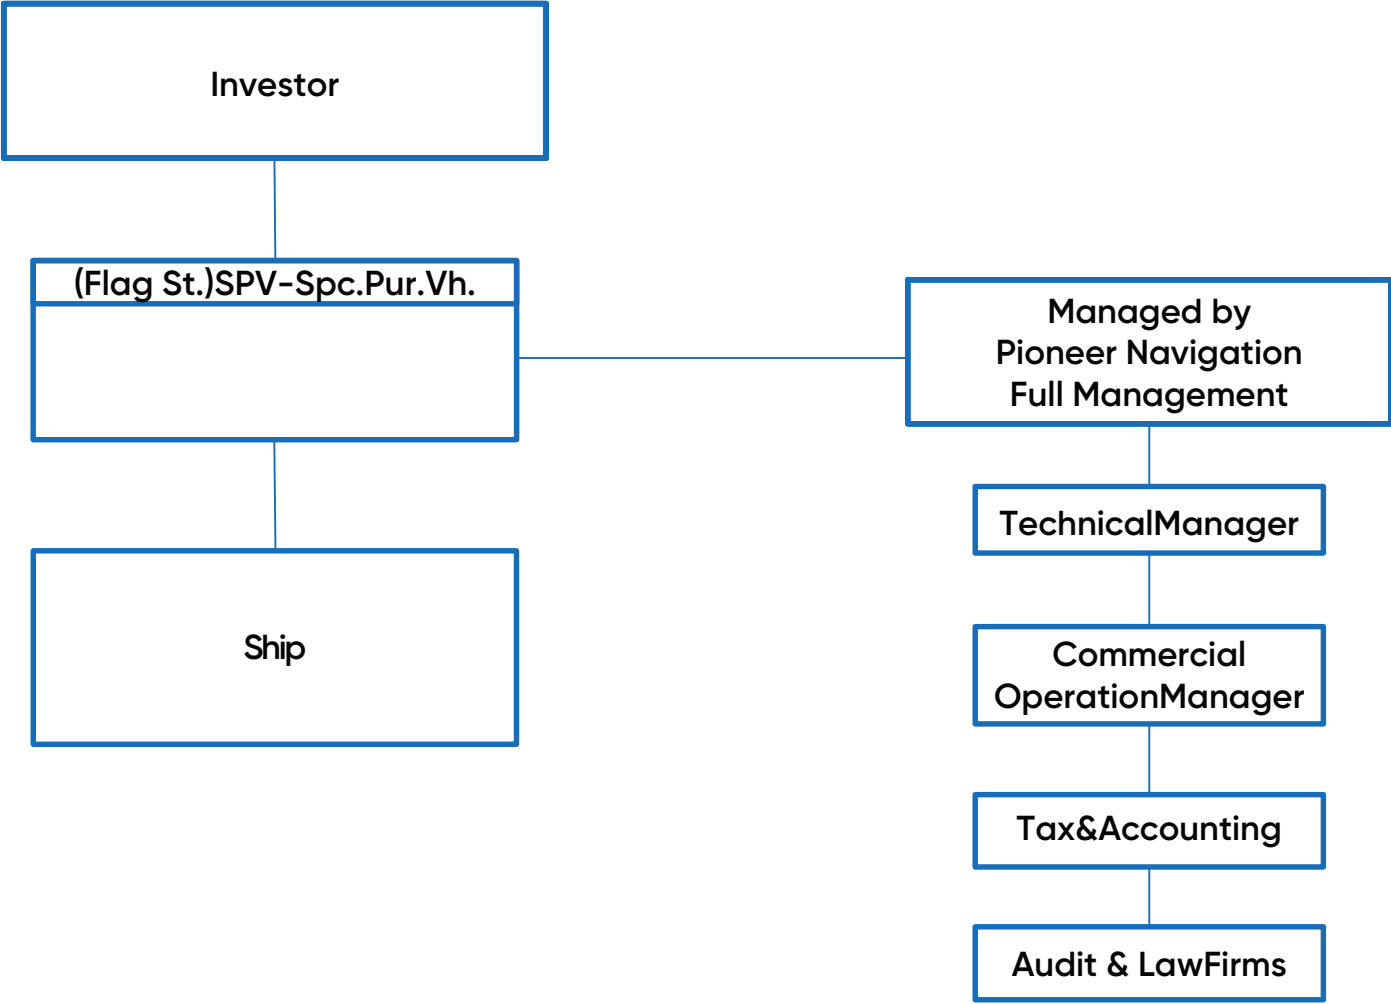 Investor
(Flag St.)SPV-Spc.Pur.Vh.
Managed by
Pioneer Navigation
Full Management
TechnicalManager
Ship
Commercial
OperationManager
Tax&Accounting
Audit & LawFirms